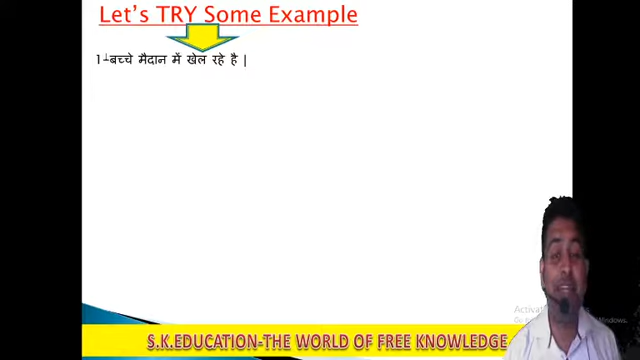 Let's TRY Some Example
1-बच्चे मैदान में खेल रहे है |
S.K.EDUCATION-THE WORLD OF FREE KNOWLEDGE